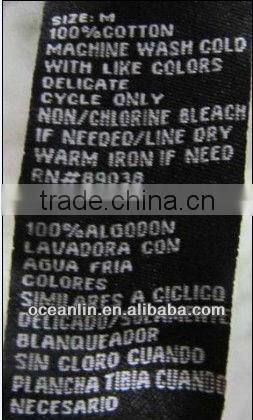 SIZE: M
100%COTTON
MACHINE WASH COLD
WITH LIKE COLORS
DELICATE
CYCLE ONLY
NON/CHLORINE BLEACH
IF NEEDED/LINE DRY
WARM IRON IF NEED
RN#89038
trade.china.cn
100%ALGODON
LAVADORA CON
AGUA FRIA
COLORES
SIMILARES A CICLICO
oceanlin.en.alibaba.com
DELICADO/SOLAMENTE
BLANQUEADOR
SIN CLORO CUANDO
PLANCHA TIBIA CUANDO
NECESARIO